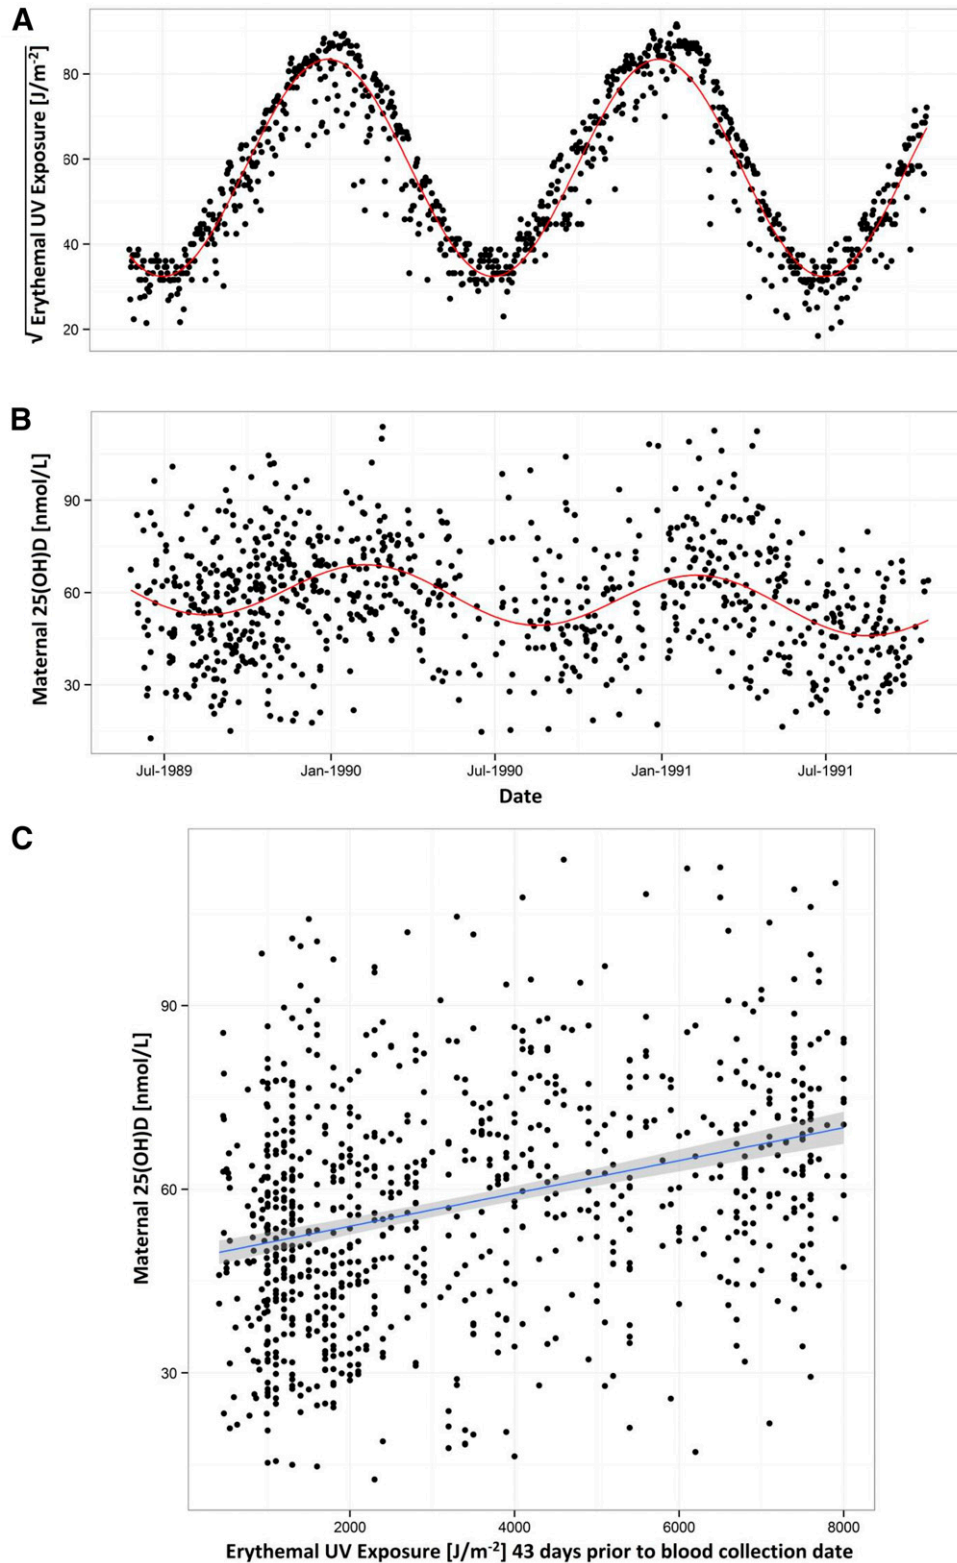 A
√ Erythemal UV Exposure [J/m⁻²]
80
60
40
20
B
Maternal 25(OH)D [nmol/L]
90
60
30
Jul-1989 Jan-1990 Jul-1990 Jan-1991 Jul-1991
Date
C
Maternal 25(OH)D [nmol/L]
90
60
30
2000 4000 6000 8000
Erythemal UV Exposure [J/m⁻²] 43 days prior to blood collection date